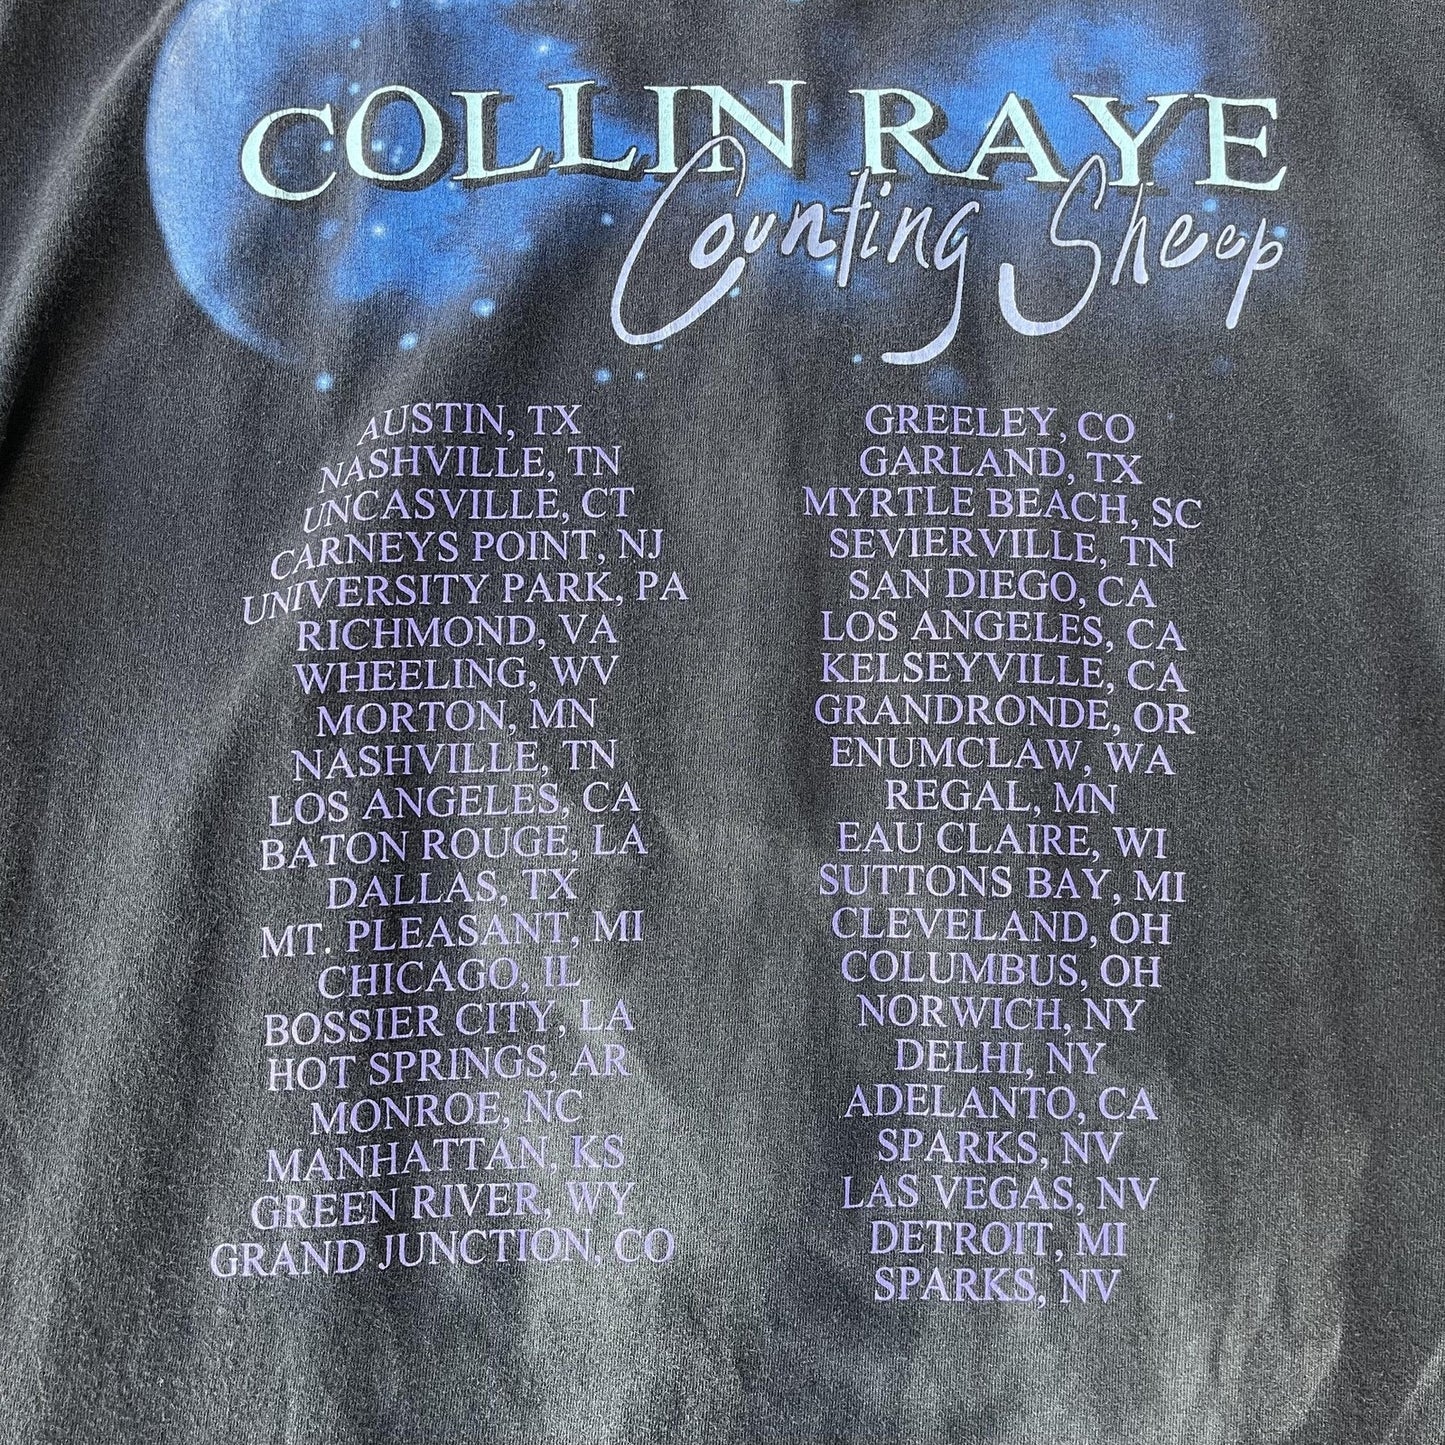 COLLIN RAYE
Counting Sheep
AUSTIN, TX
NASHVILLE, TN
UNCASVILLE, CT
CARNEYS POINT, NJ
UNIVERSITY PARK, PA
RICHMOND, VA
WHEELING, WV
MORTON, MN
NASHVILLE, TN
LOS ANGELES, CA
BATON ROUGE, LA
DALLAS, TX
MT. PLEASANT, MI
CHICAGO, IL
BOSSIER CITY, LA
HOT SPRINGS, AR
MONROE, NC
MANHATTAN, KS
GREEN RIVER, WY
GRAND JUNCTION, CO
GREELEY, CO
GARLAND, TX
MYRTLE BEACH, SC
SEVIERVILLE, TN
SAN DIEGO, CA
LOS ANGELES, CA
KELSEYVILLE, CA
GRANDRONDE, OR
ENUMCLAW, WA
REGAL, MN
EAU CLAIRE, WI
SUTTONS BAY, MI
CLEVELAND, OH
COLUMBUS, OH
NORWICH, NY
DELHI, NY
ADELANTO, CA
SPARKS, NV
LAS VEGAS, NV
DETROIT, MI
SPARKS, NV